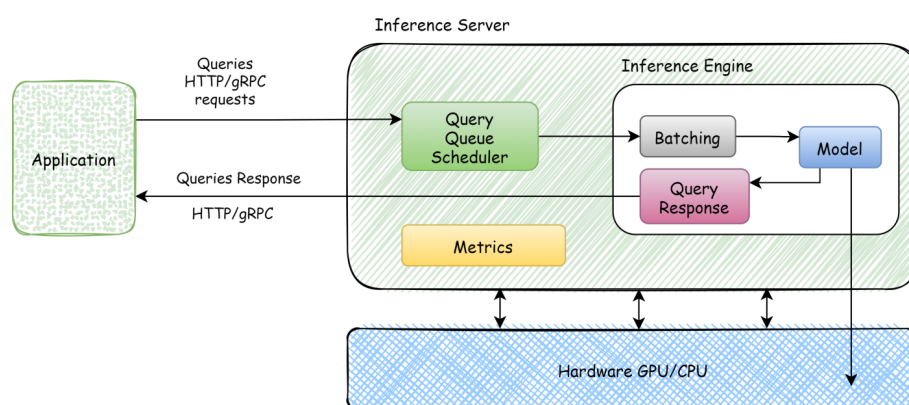 Inference Server
Queries
HTTP/gRPC
requests
Inference Engine
Query
Queue
Scheduler
Batching
Model
Application
Queries Response
HTTP/gRPC
Query
Response
Metrics
Hardware GPU/CPU